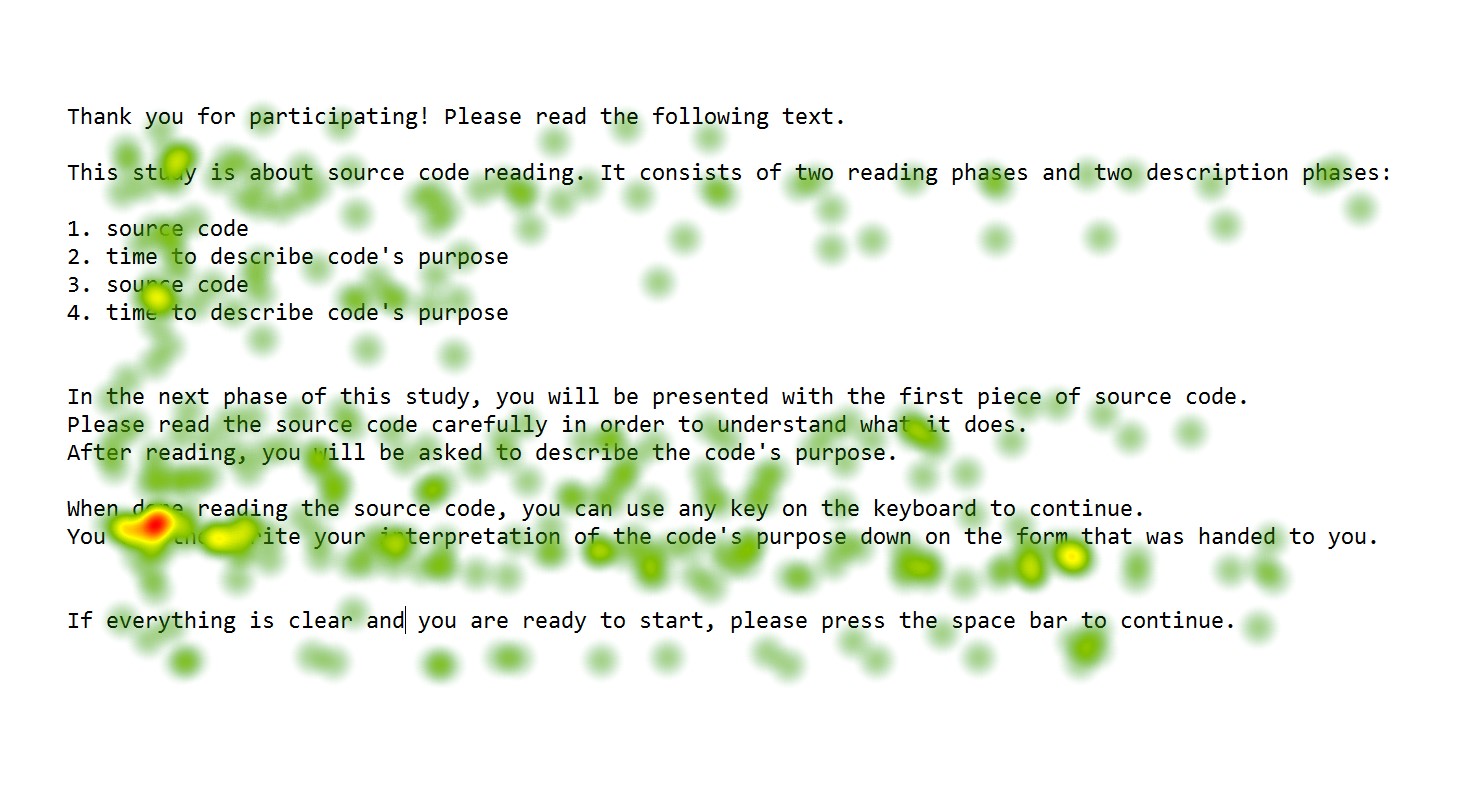 Thank you for participating! Please read the following text.
This study is about source code reading. It consists of two reading phases and two description phases:
1. source code
2. time to describe code's purpose
3. source code
4. time to describe code's purpose
In the next phase of this study, you will be presented with the first piece of source code.
Please read the source code carefully in order to understand what it does.
After reading, you will be asked to describe the code's purpose.
When done reading the source code, you can use any key on the keyboard to continue.
You then write your interpretation of the code's purpose down on the form that was handed to you.
If everything is clear and you are ready to start, please press the space bar to continue.